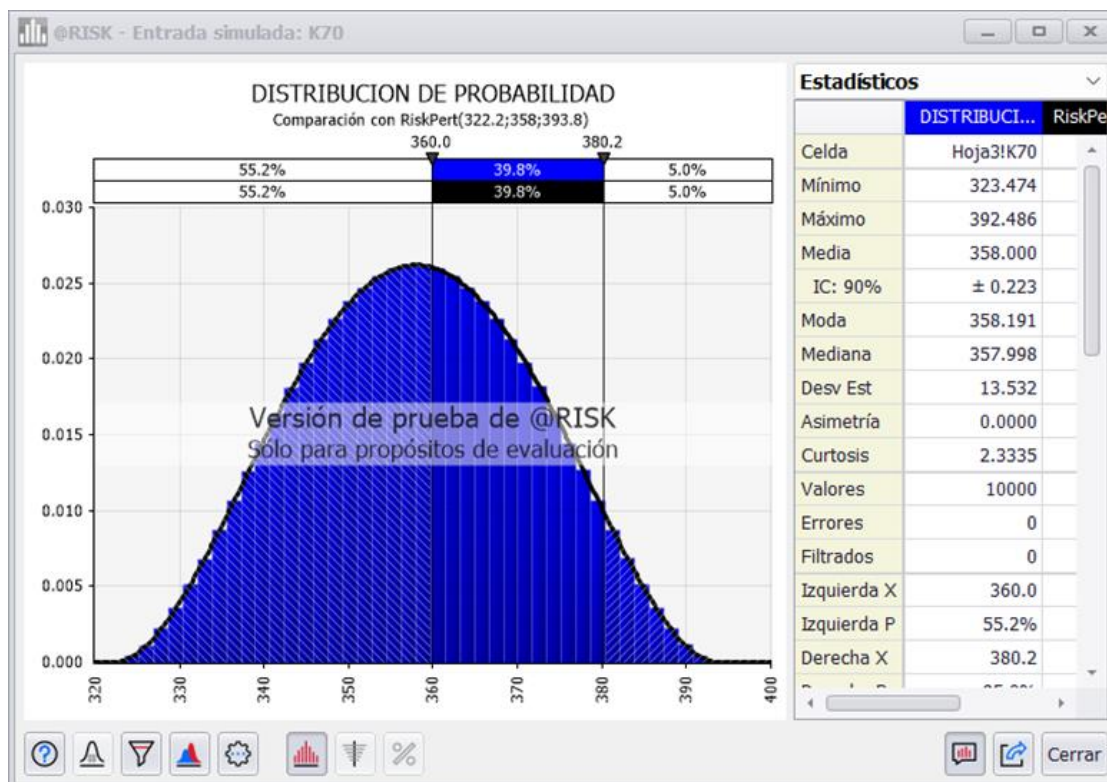 @RISK - Entrada simulada: K70
DISTRIBUCION DE PROBABILIDAD
Comparación con RiskPert(322.2;358;393.8)
360.0 380.2
55.2% 39.8% 5.0%
55.2% 39.8% 5.0%
0.030
0.025
0.020
0.015
0.010
0.005
0.000
Versión de prueba de @RISK
Sólo para propósitos de evaluación
320 330 340 350 360 370 380 390 400
Estadísticos
DISTRIBUCI... RiskPe
Celda Hoja3!K70
Mínimo 323.474
Máximo 392.486
Media 358.000
IC: 90% ± 0.223
Moda 358.191
Mediana 357.998
Desv Est 13.532
Asimetría 0.0000
Curtosis 2.3335
Valores 10000
Errores 0
Filtrados 0
Izquierda X 360.0
Izquierda P 55.2%
Derecha X 380.2
Cerrar